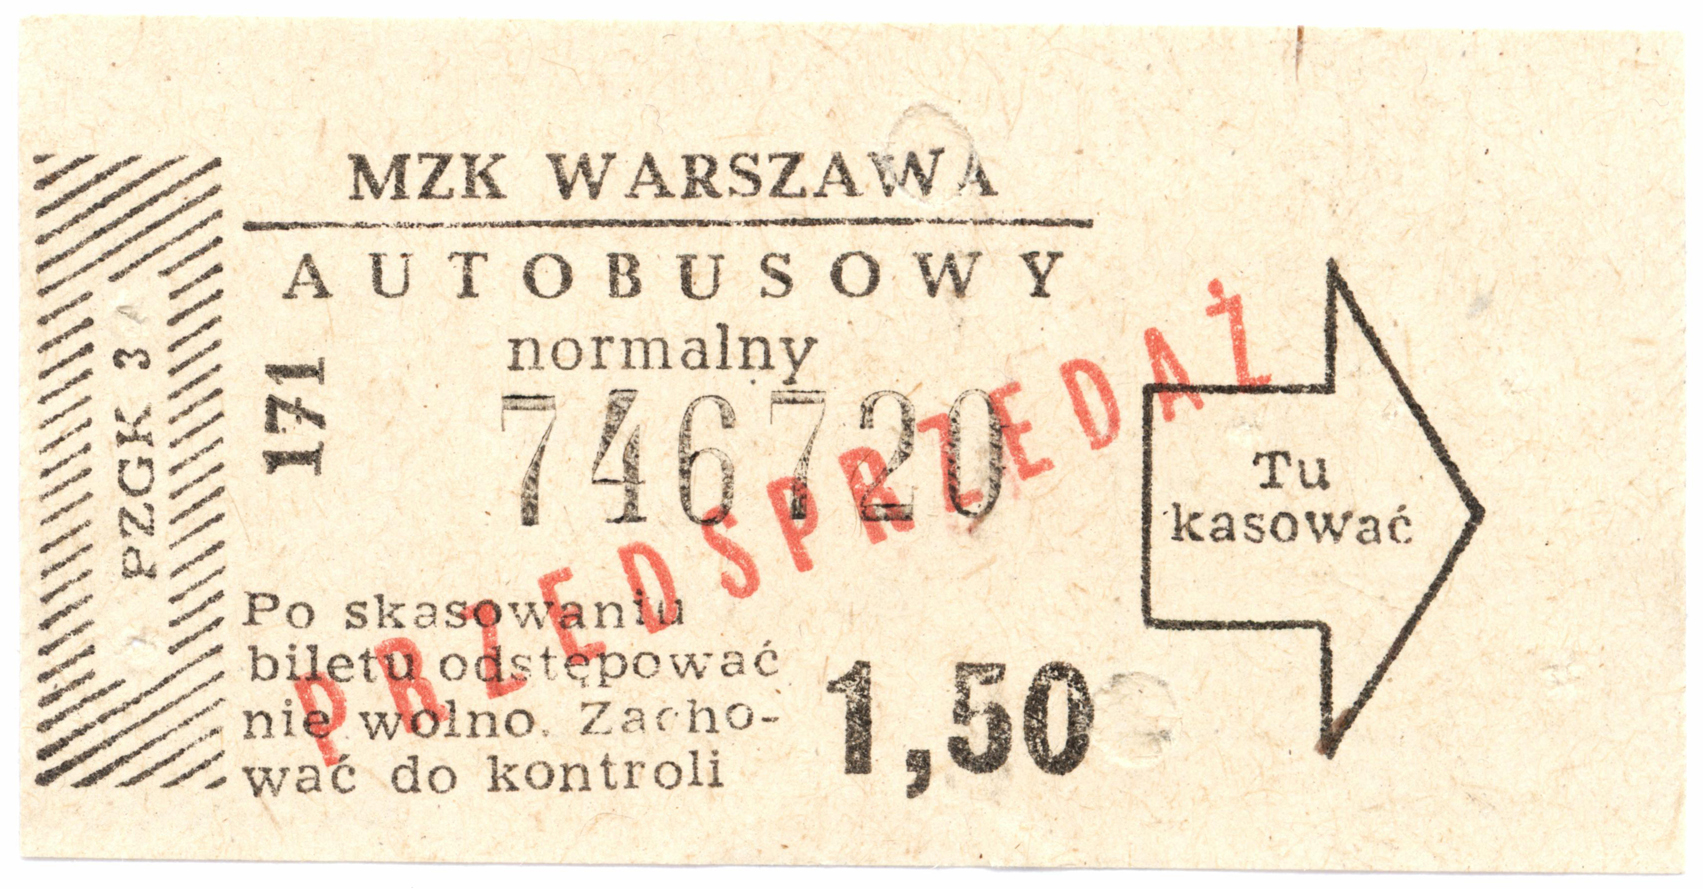 MZK WARSZAWA
AUTOBUSOWY
normalny
746720
171
PZGK 3
PRZEDSPRZEDAŻ
Tu
kasować
Po skasowaniu
biletu odstępować
nie wolno. Zacho-
wać do kontroli
1,50